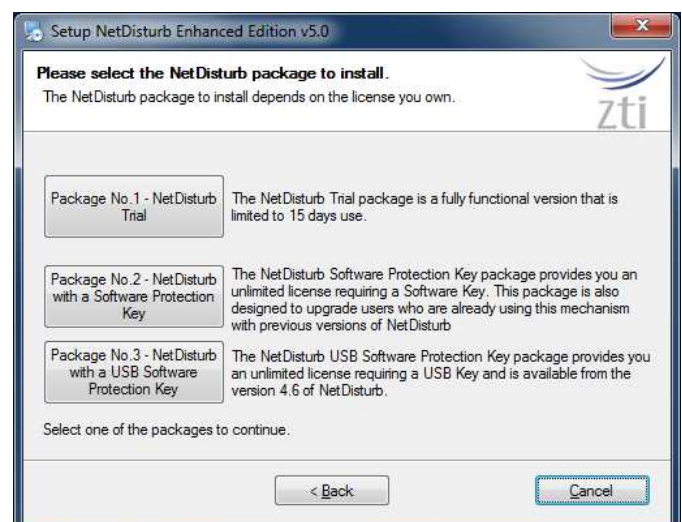 Setup NetDisturb Enhanced Edition v5.0
Please select the NetDisturb package to install.
The NetDisturb package to install depends on the license you own.
zti
Package No.1 - NetDisturb
Trial
The NetDisturb Trial package is a fully functional version that is
limited to 15 days use.
Package No.2 - NetDisturb
with a Software Protection
Key
The NetDisturb Software Protection Key package provides you an
unlimited license requiring a Software Key. This package is also
designed to upgrade users who are already using this mechanism
with previous versions of NetDisturb
Package No.3 - NetDisturb
with a USB Software
Protection Key
The NetDisturb USB Software Protection Key package provides you
an unlimited license requiring a USB Key and is available from the
version 4.6 of NetDisturb.
Select one of the packages to continue.
< Back
Cancel